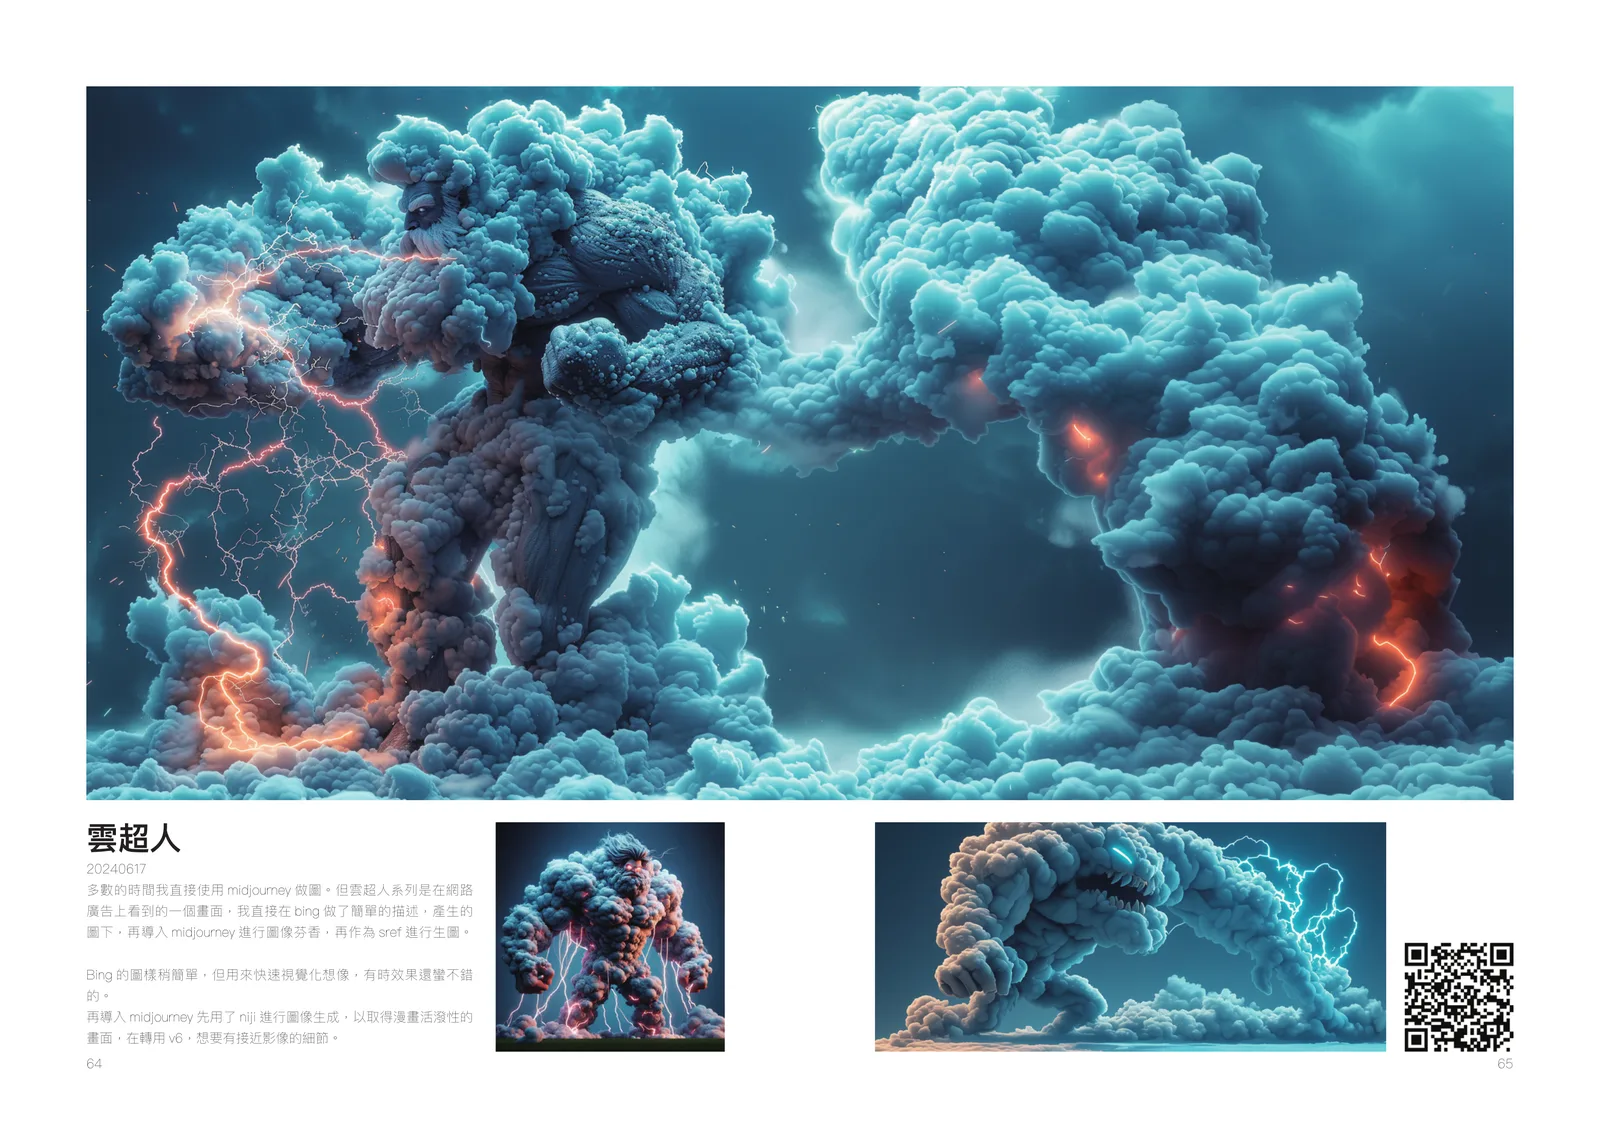 雲超人
20240617
多數的時間我直接使用 midjourney 做圖。但雲超人系列是在網路
廣告上看到的一個畫面，我直接在 bing 做了簡單的描述，產生的
圖下，再導入 midjourney 進行圖像芬香，再作為 sref 進行生圖。
Bing 的圖樣稍簡單，但用來快速視覺化想像，有時效果還蠻不錯
的。
再導入 midjourney 先用了 niji 進行圖像生成，以取得漫畫活潑性的
畫面，在轉用 v6，想要有接近影像的細節。
64
65